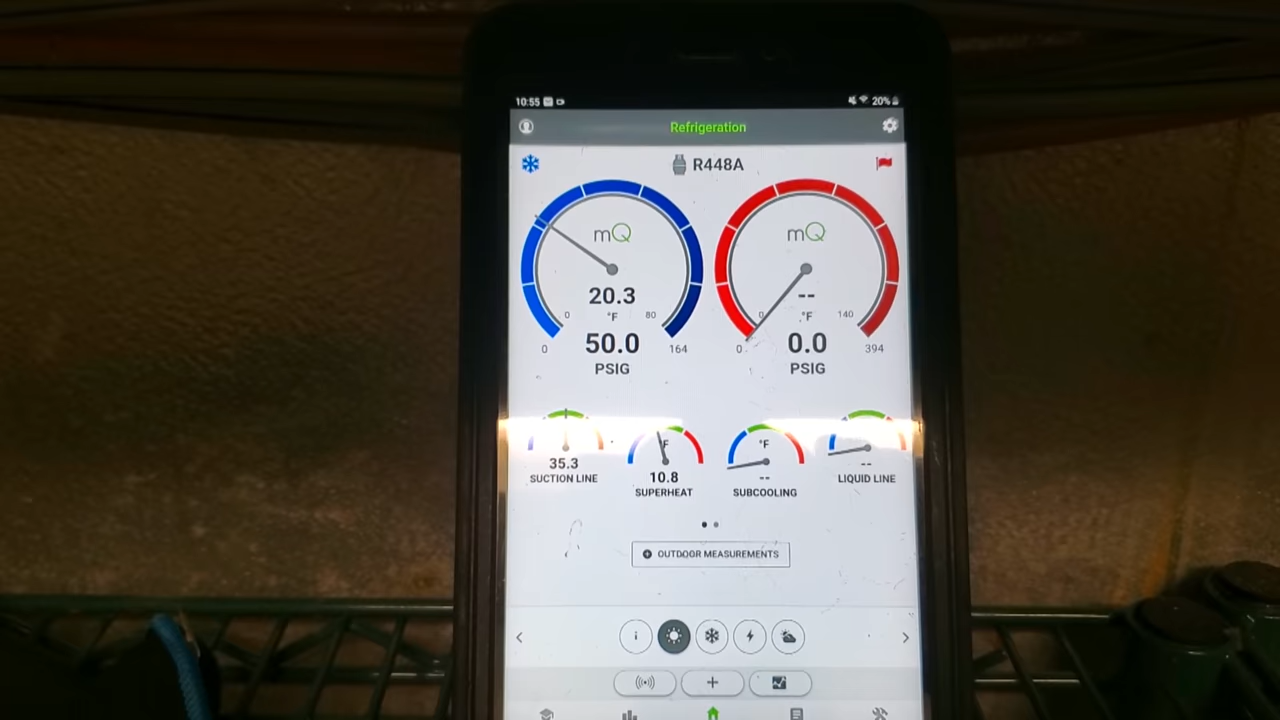 10:55 20%
Refrigeration
R448A
mQ mQ
20.3 --
0 °F 80 0 °F 140
0 50.0 164 0 0.0 394
PSIG PSIG
°F °F
35.3 --
SUCTION LINE LIQUID LINE
10.8 --
SUPERHEAT SUBCOOLING
OUTDOOR MEASUREMENTS
i